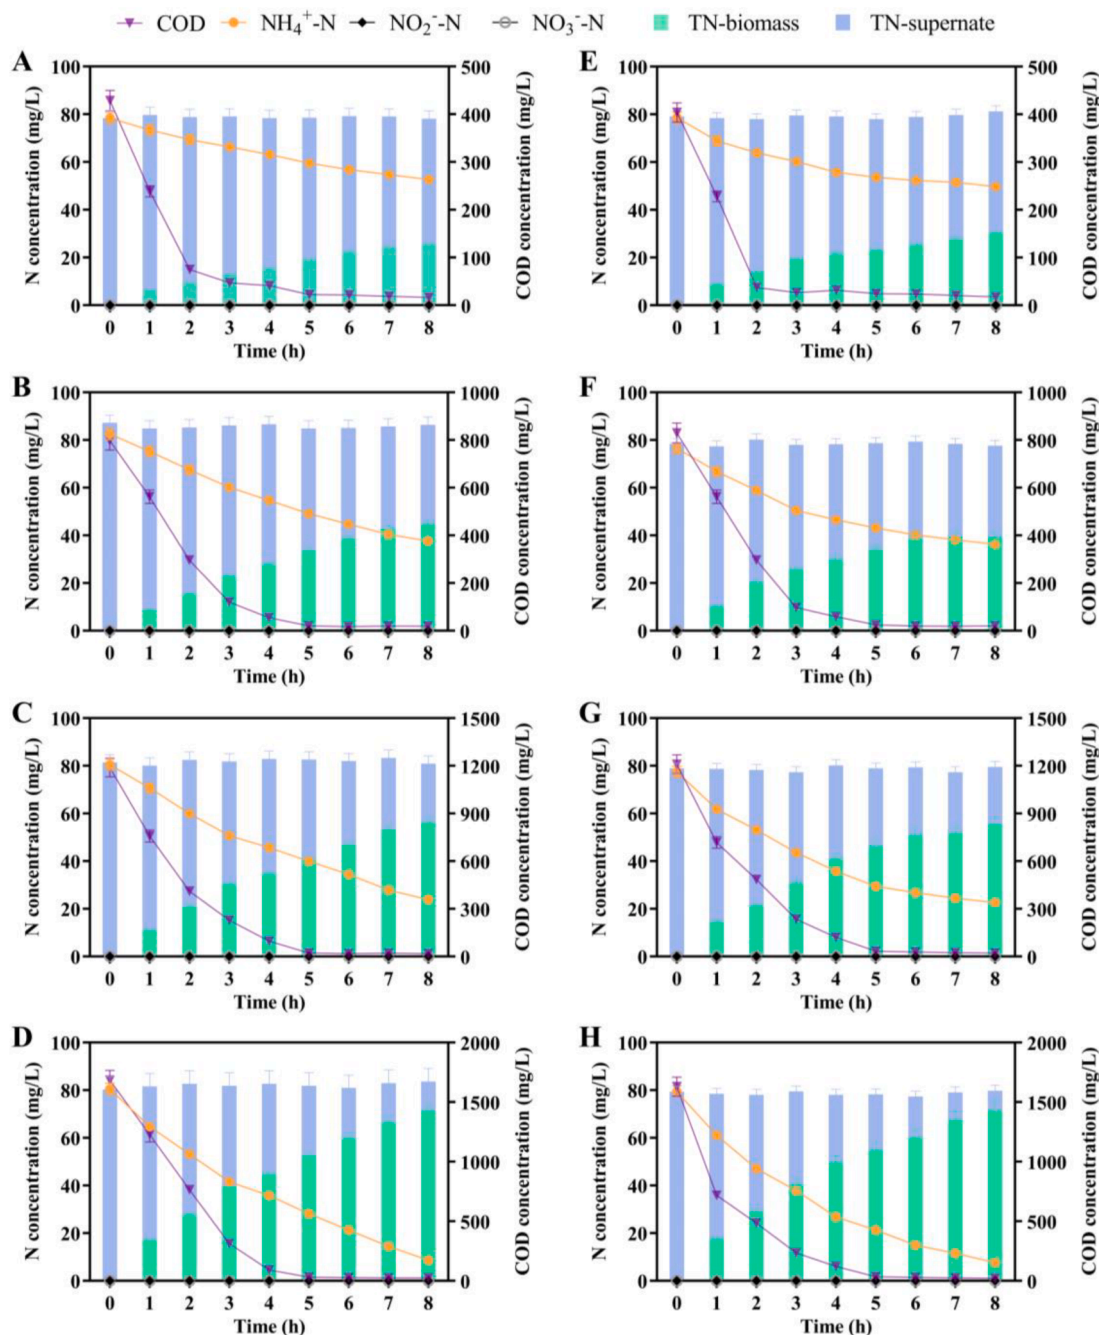 COD NH₄⁺-N NO₂⁻-N NO₃⁻-N TN-biomass TN-supernate
A
N concentration (mg/L)
100
80
60
40
20
0
0 1 2 3 4 5 6 7 8
Time (h)
500
400
300
200
100
0
COD concentration (mg/L)
E
N concentration (mg/L)
100
80
60
40
20
0
0 1 2 3 4 5 6 7 8
Time (h)
500
400
300
200
100
0
COD concentration (mg/L)
B
N concentration (mg/L)
100
80
60
40
20
0
0 1 2 3 4 5 6 7 8
Time (h)
1000
800
600
400
200
0
COD concentration (mg/L)
F
N concentration (mg/L)
100
80
60
40
20
0
0 1 2 3 4 5 6 7 8
Time (h)
1000
800
600
400
200
0
COD concentration (mg/L)
C
N concentration (mg/L)
100
80
60
40
20
0
0 1 2 3 4 5 6 7 8
Time (h)
1500
1200
900
600
300
0
COD concentration (mg/L)
G
N concentration (mg/L)
100
80
60
40
20
0
0 1 2 3 4 5 6 7 8
Time (h)
1500
1200
900
600
300
0
COD concentration (mg/L)
D
N concentration (mg/L)
100
80
60
40
20
0
0 1 2 3 4 5 6 7 8
Time (h)
2000
1500
1000
500
0
COD concentration (mg/L)
H
N concentration (mg/L)
100
80
60
40
20
0
0 1 2 3 4 5 6 7 8
Time (h)
2000
1500
1000
500
0
COD concentration (mg/L)